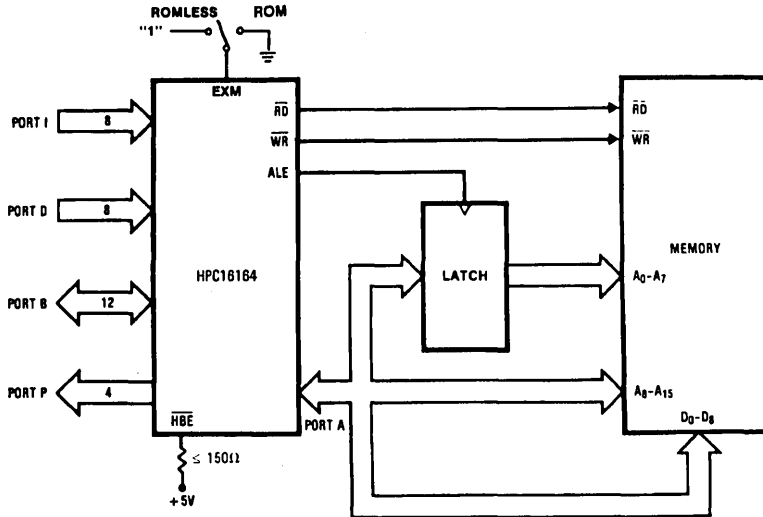 ROMLESS ROM
"1"
EXM
PORT I 8
RD
RD
WR
WR
ALE
PORT D 8
HPC16164
LATCH
MEMORY
A0-A7
PORT B 12
PORT P 4
A8-A15
HBE
PORT A
D0-D8
≤ 150Ω
+5V